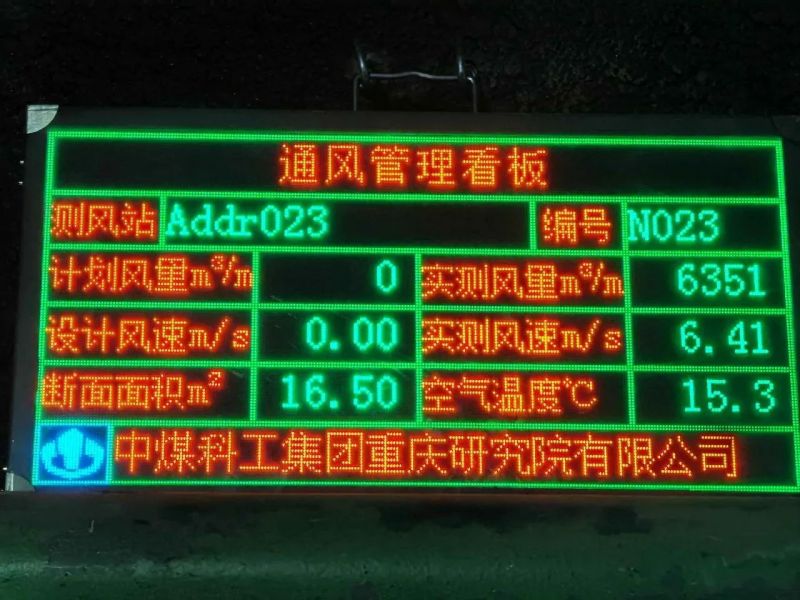 通风管理看板
测风站 Addr023 编号 N023
计划风量m³/m 0 实测风量m³/m 6351
设计风速m/s 0.00 实测风速m/s 6.41
断面面积m² 16.50 空气温度℃ 15.3
中煤科工集团重庆研究院有限公司